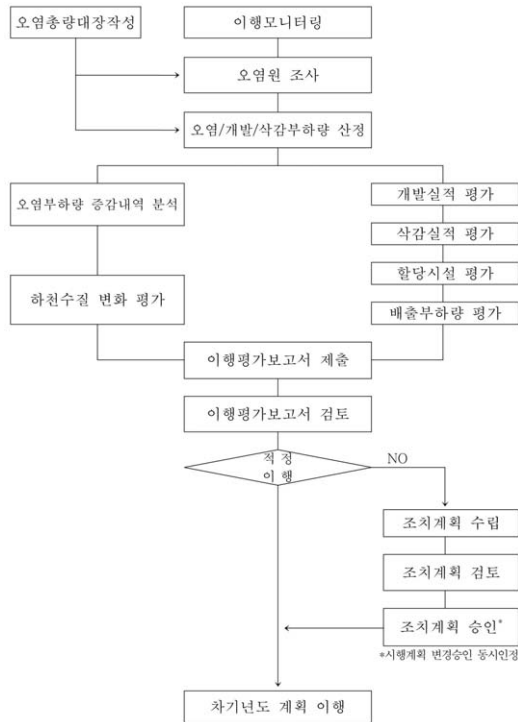 오염총량대장작성
이행모니터링
오염원 조사
오염/개발/삭감부하량 산정
오염부하량 증감내역 분석
하천수질 변화 평가
개발실적 평가
삭감실적 평가
할당시설 평가
배출부하량 평가
이행평가보고서 제출
이행평가보고서 검토
적정
이행
NO
조치계획 수립
조치계획 검토
조치계획 승인*
*시행계획 변경승인 동시인정
차기년도 계획 이행